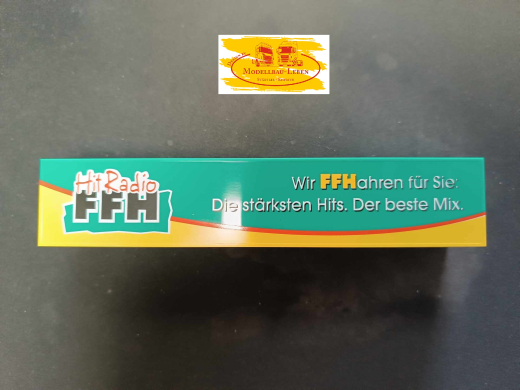 Modellbau-Leben
Hit Radio
FFH
Wir FFHahren für Sie:
Die stärksten Hits. Der beste Mix.